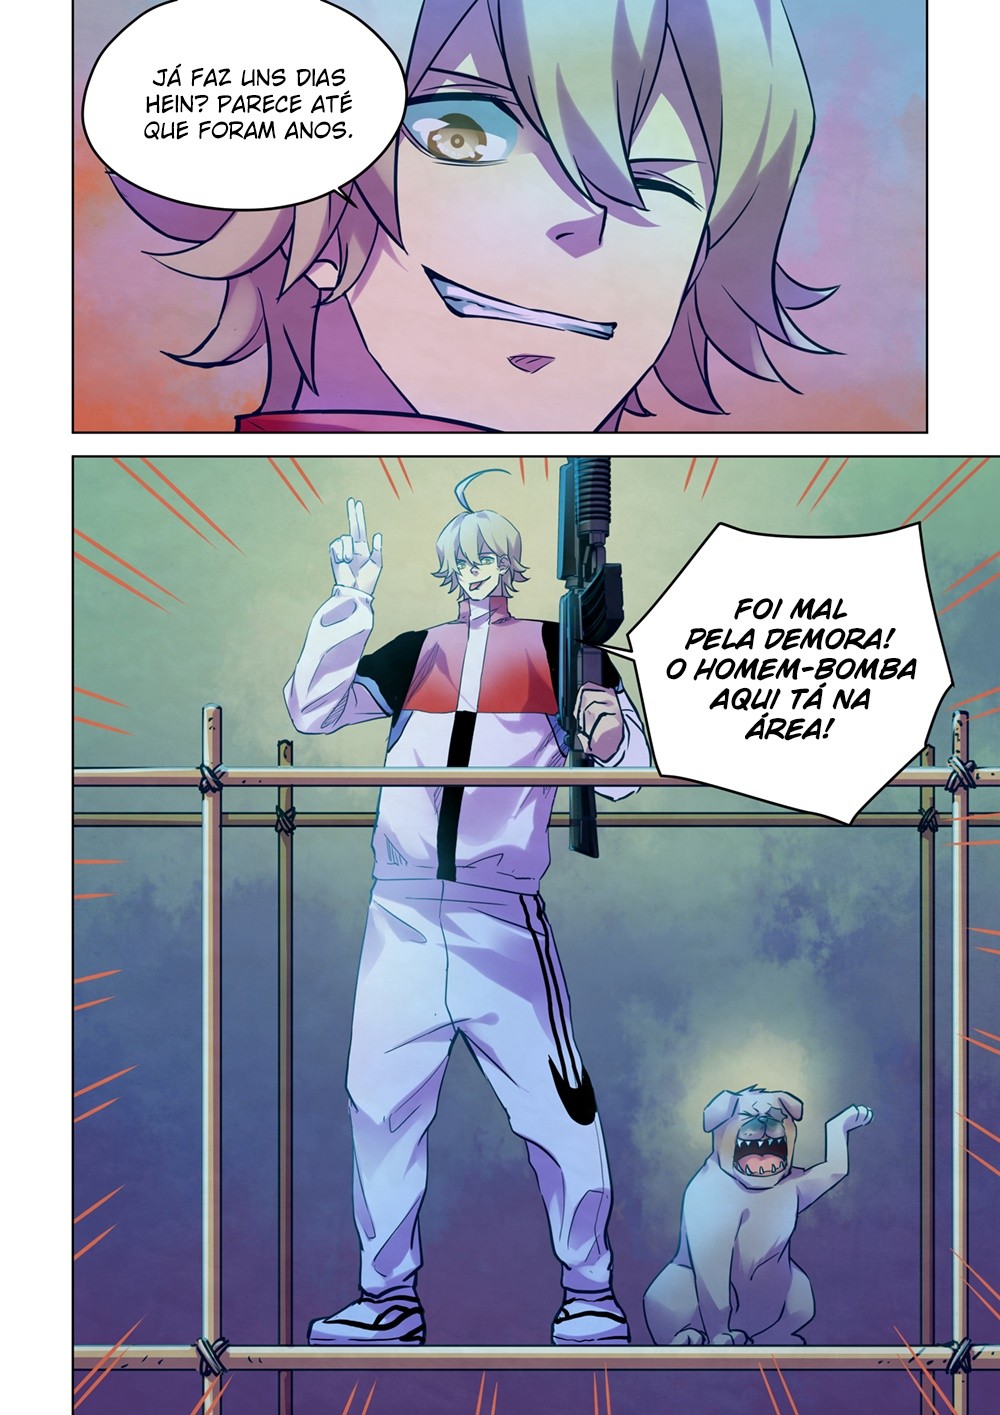 JÁ FAZ UNS DIAS
HEIN? PARECE ATÉ
QUE FORAM ANOS.
FOI MAL
PELA DEMORA!
O HOMEM-BOMBA
AQUI TÁ NA
ÁREA!